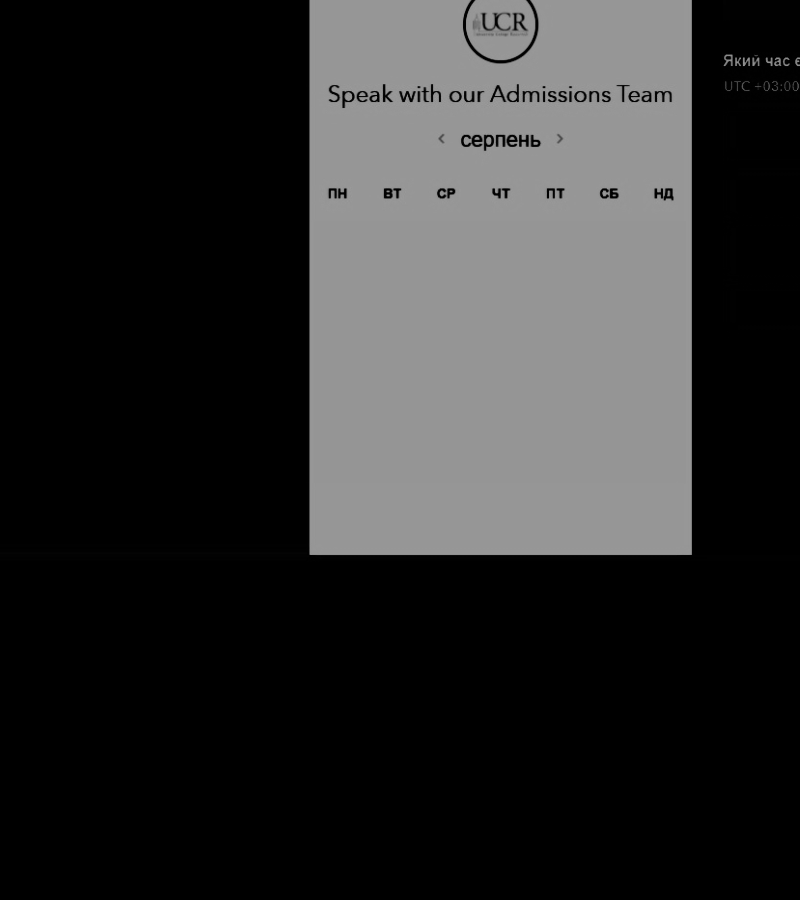 UCR
Speak with our Admissions Team
серпень
ПН ВТ СР ЧТ ПТ СБ НД
Який час є
UTC +03:00